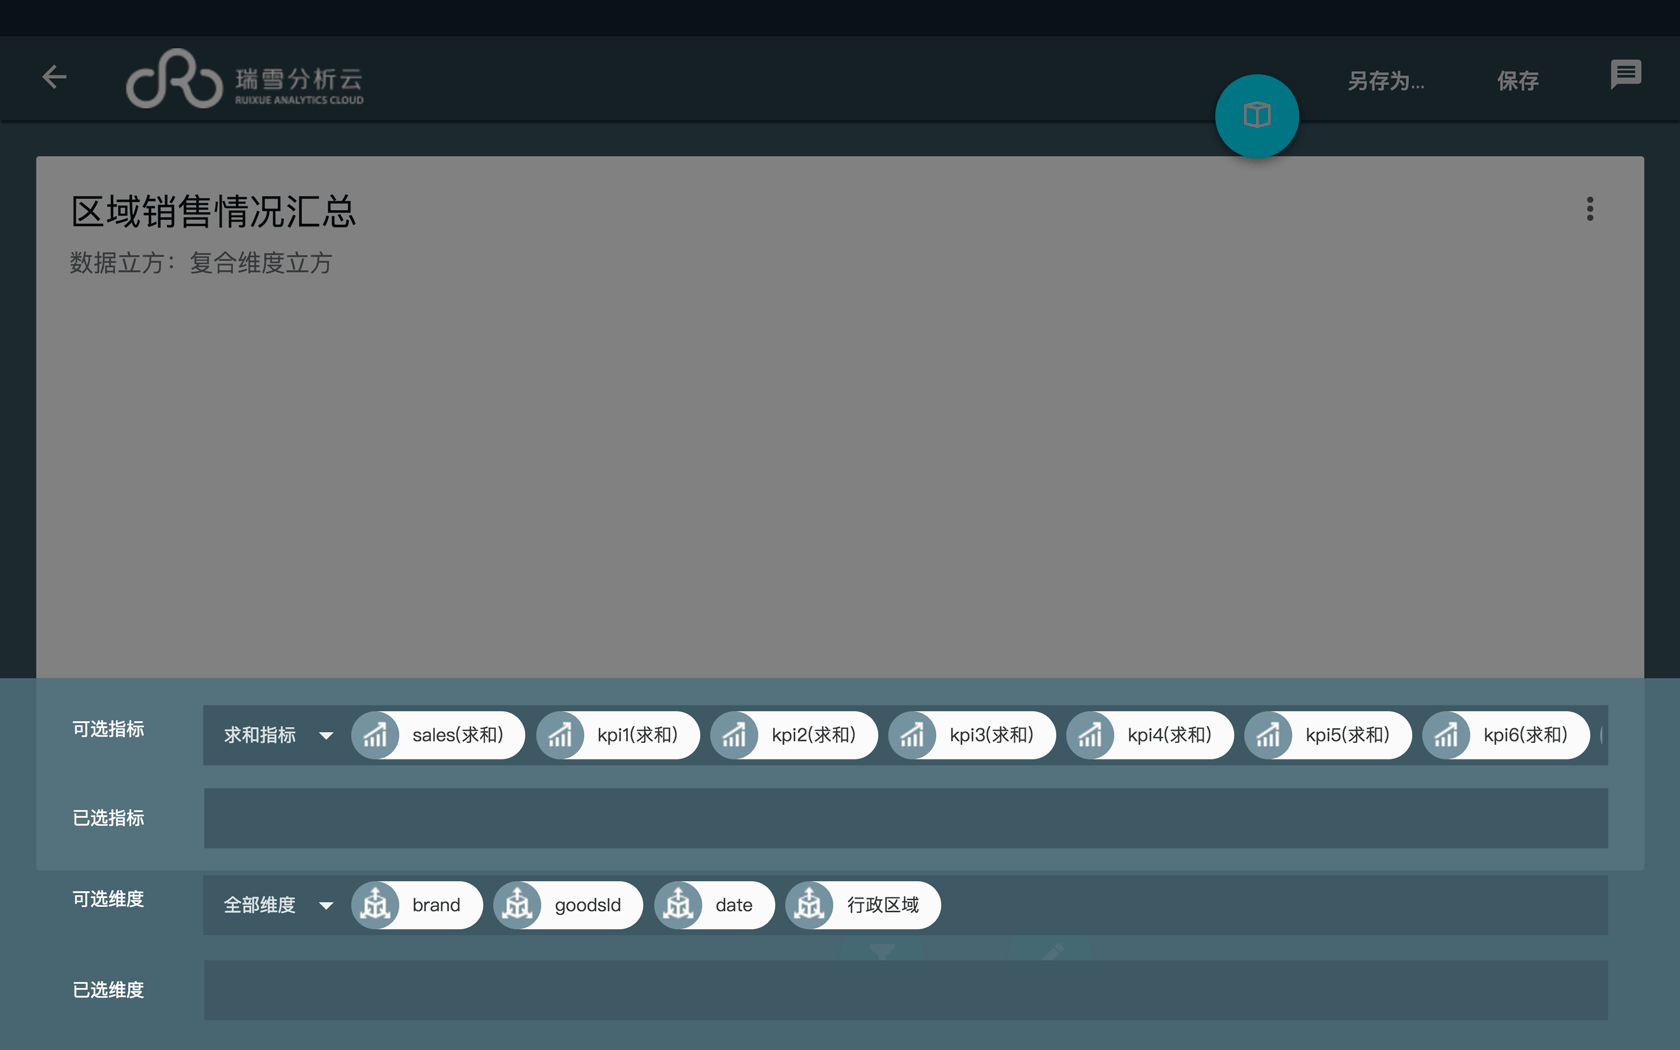 瑞雪分析云
RUIXUE ANALYTICS CLOUD
另存为...
保存
区域销售情况汇总
数据立方：复合维度立方
可选指标
求和指标
sales(求和)
kpi1(求和)
kpi2(求和)
kpi3(求和)
kpi4(求和)
kpi5(求和)
kpi6(求和)
已选指标
可选维度
全部维度
brand
goodsId
date
行政区域
已选维度